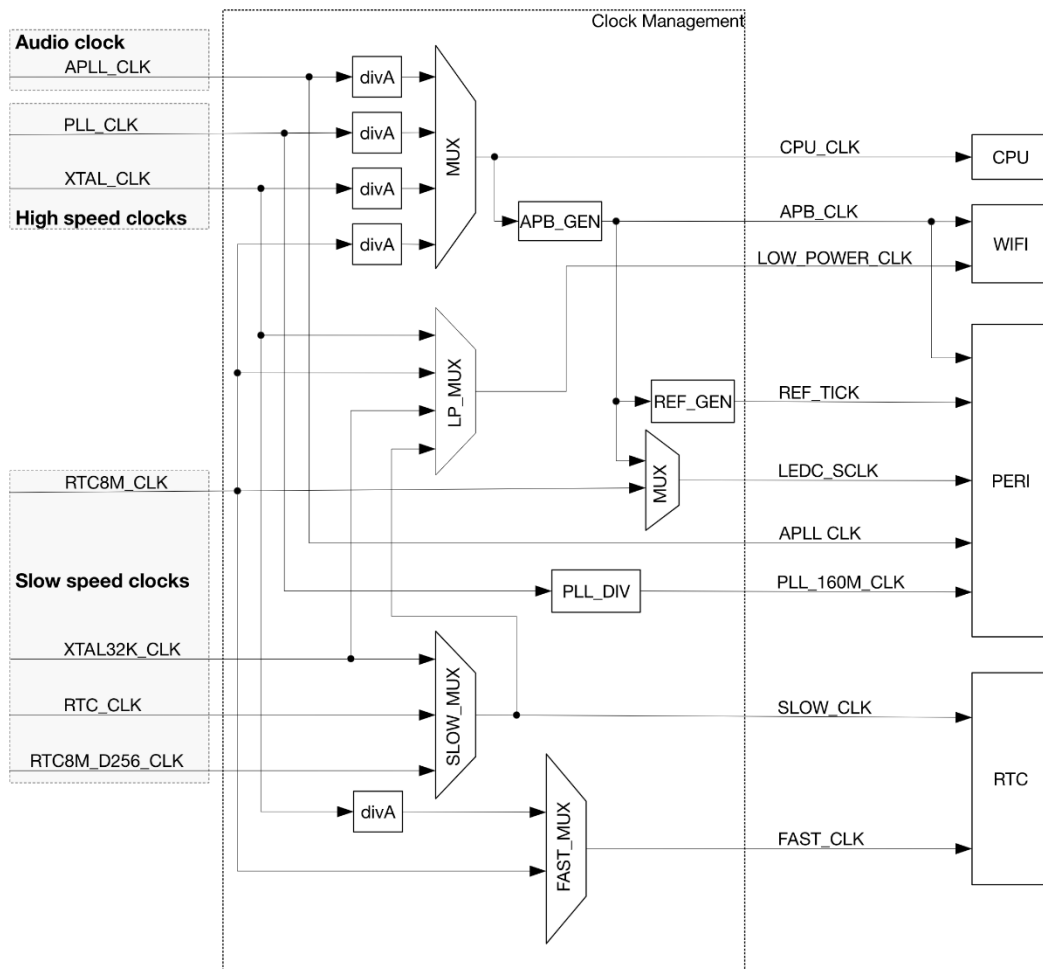 Clock Management
Audio clock
APLL_CLK
PLL_CLK
XTAL_CLK
High speed clocks
divA
divA
divA
divA
MUX
APB_GEN
CPU_CLK
APB_CLK
LOW_POWER_CLK
CPU
WIFI
LP_MUX
REF_GEN
REF_TICK
MUX
LEDC_SCLK
PERI
RTC8M_CLK
APLL CLK
Slow speed clocks
PLL_DIV
PLL_160M_CLK
XTAL32K_CLK
RTC_CLK
RTC8M_D256_CLK
SLOW_MUX
SLOW_CLK
RTC
divA
FAST_MUX
FAST_CLK